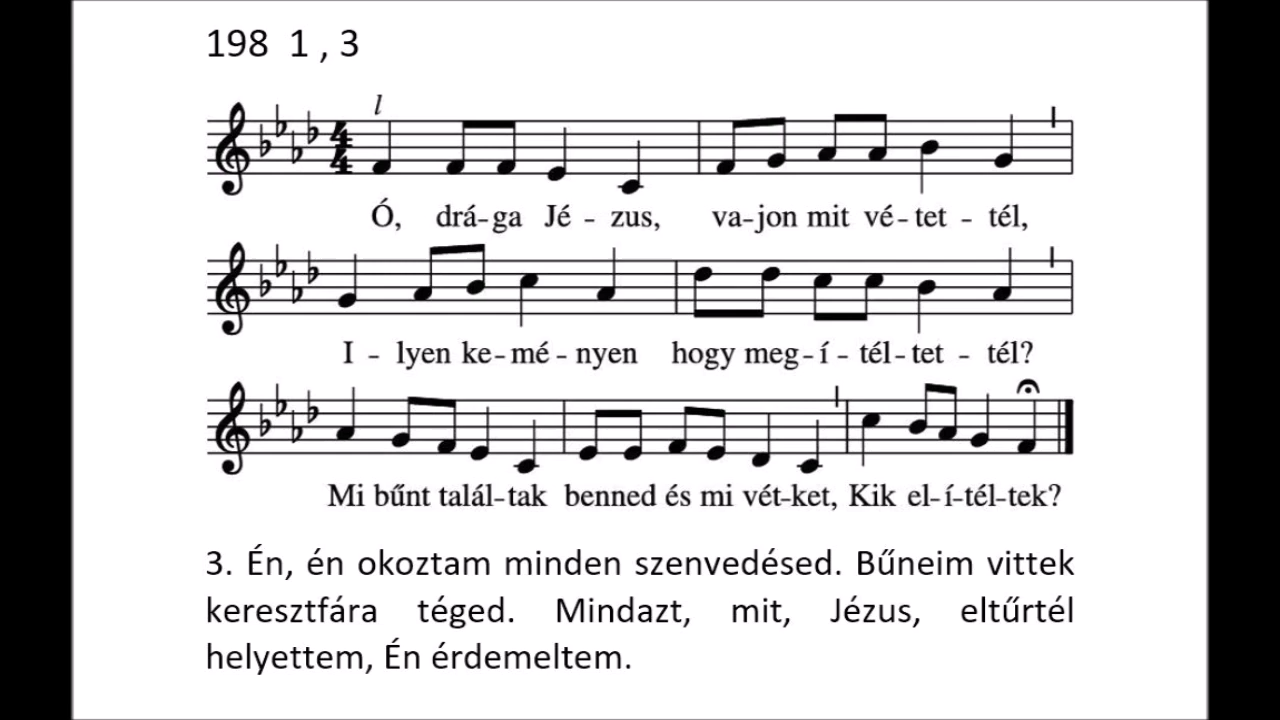 198 1 , 3
l
4
4
Ó, drá-ga Jé - zus, va-jon mit vé-tet - tél,
I - lyen ke-mé-nyen hogy meg-í-tél-tet - tél?
Mi bűnt talál-tak benned és mi vét-ket, Kik el-í-tél-tek?
3. Én, én okoztam minden szenvedésed. Bűneim vittek
keresztfára téged. Mindazt, mit, Jézus, eltűrtél
helyettem, Én érdemeltem.